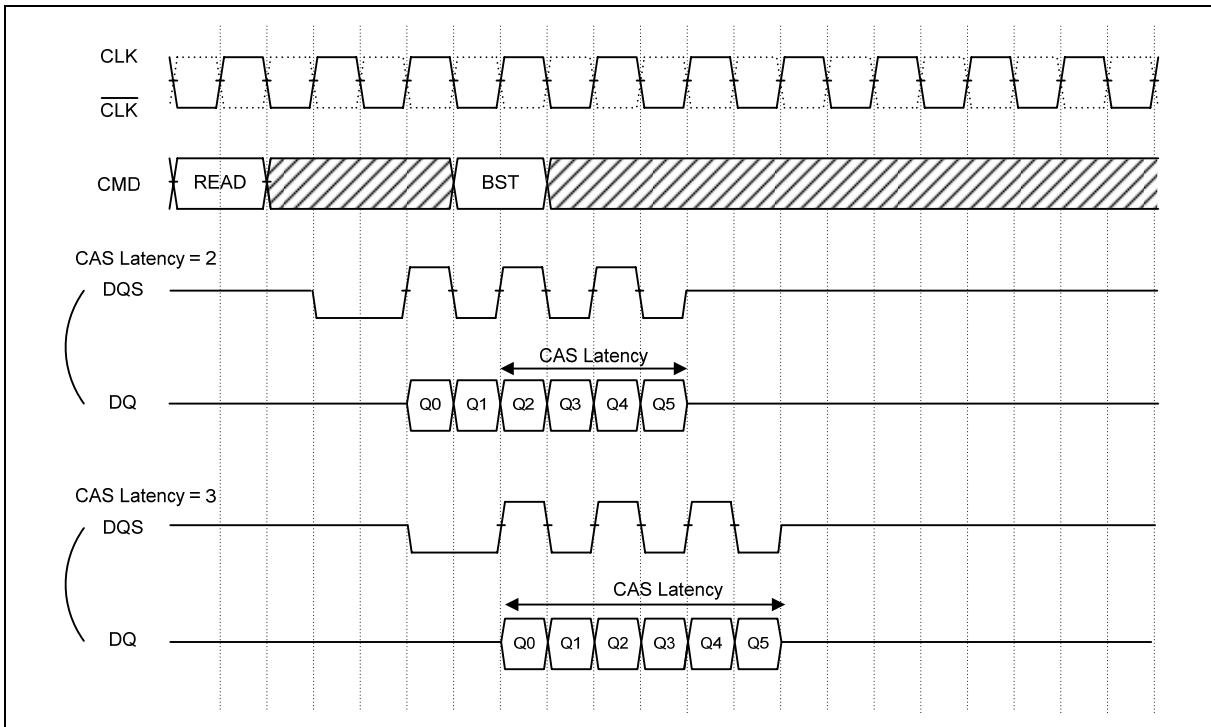 CLK
C̅L̅K̅
CMD
READ
BST
CAS Latency = 2
DQS
CAS Latency
DQ
Q0 Q1 Q2 Q3 Q4 Q5
CAS Latency = 3
DQS
CAS Latency
DQ
Q0 Q1 Q2 Q3 Q4 Q5